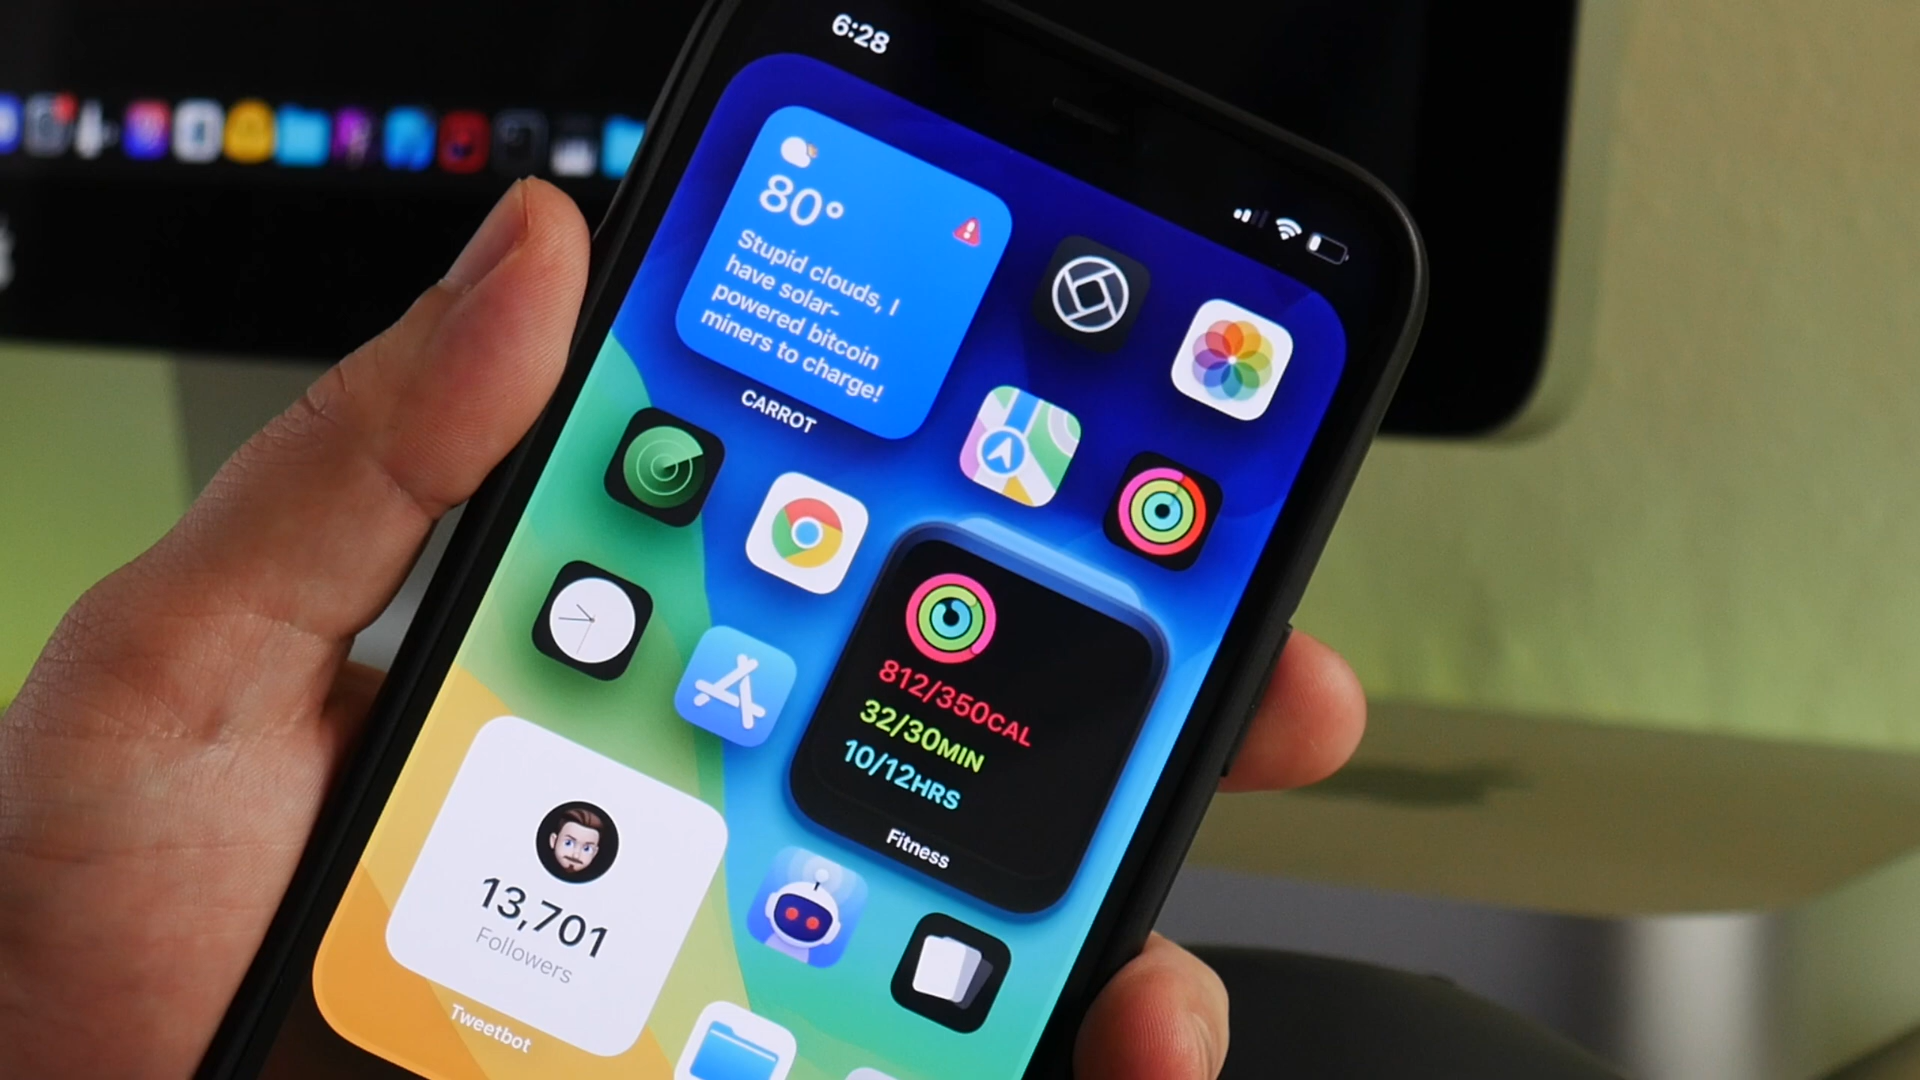 6:28
80°
Stupid clouds, I
have solar-
powered bitcoin
miners to charge!
CARROT
812/350CAL
32/30MIN
10/12HRS
Fitness
13,701
Followers
Tweetbot